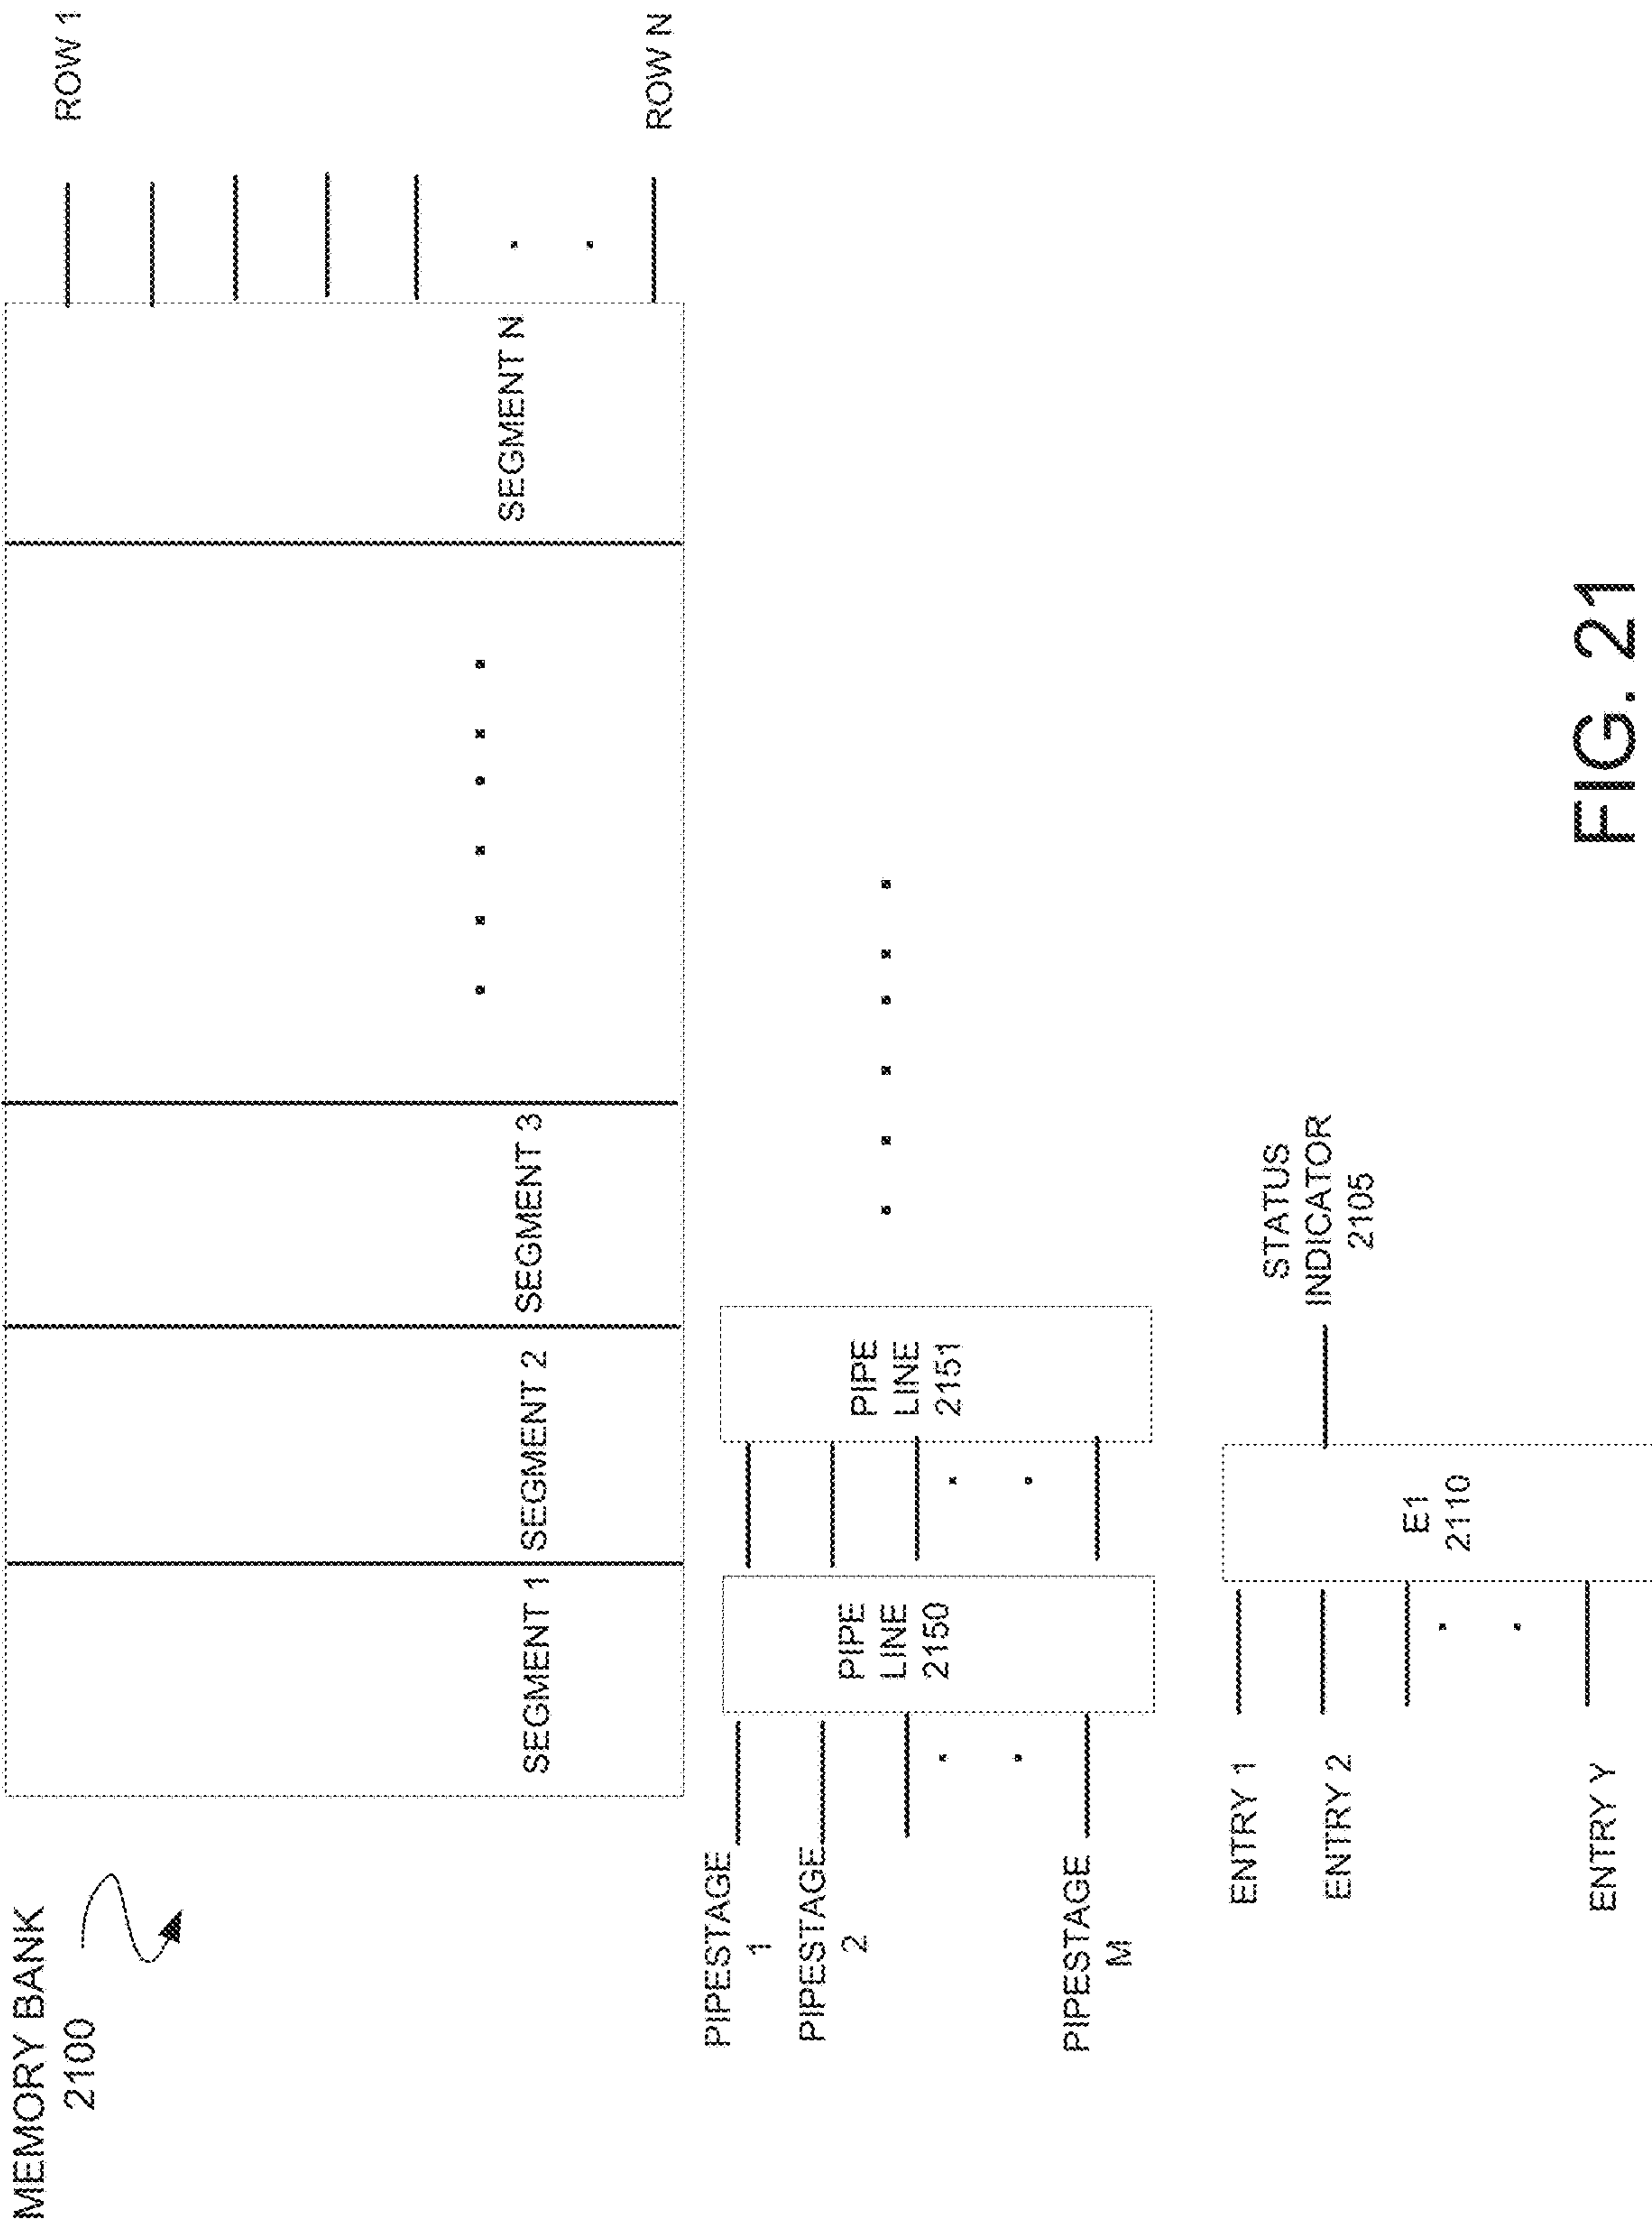 MEMORY BANK
2100
ROW 1
ROW N
SEGMENT 1
SEGMENT 2
SEGMENT 3
SEGMENT N
PIPESTAGE
1
PIPESTAGE
2
PIPESTAGE
M
PIPE
LINE
2150
PIPE
LINE
2151
ENTRY 1
ENTRY 2
ENTRY Y
E1
2110
STATUS
INDICATOR
2105
FIG. 21